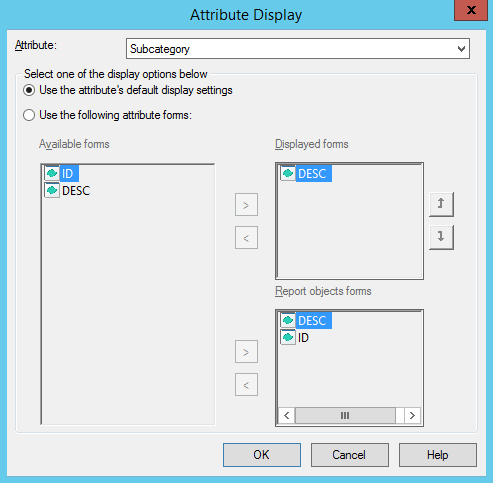 Attribute Display
x
Attribute:
Subcategory
Select one of the display options below
Use the attribute's default display settings
Use the following attribute forms:
Available forms
ID
DESC
>
<
Displayed forms
DESC
Report objects forms
DESC
ID
>
<
OK
Cancel
Help